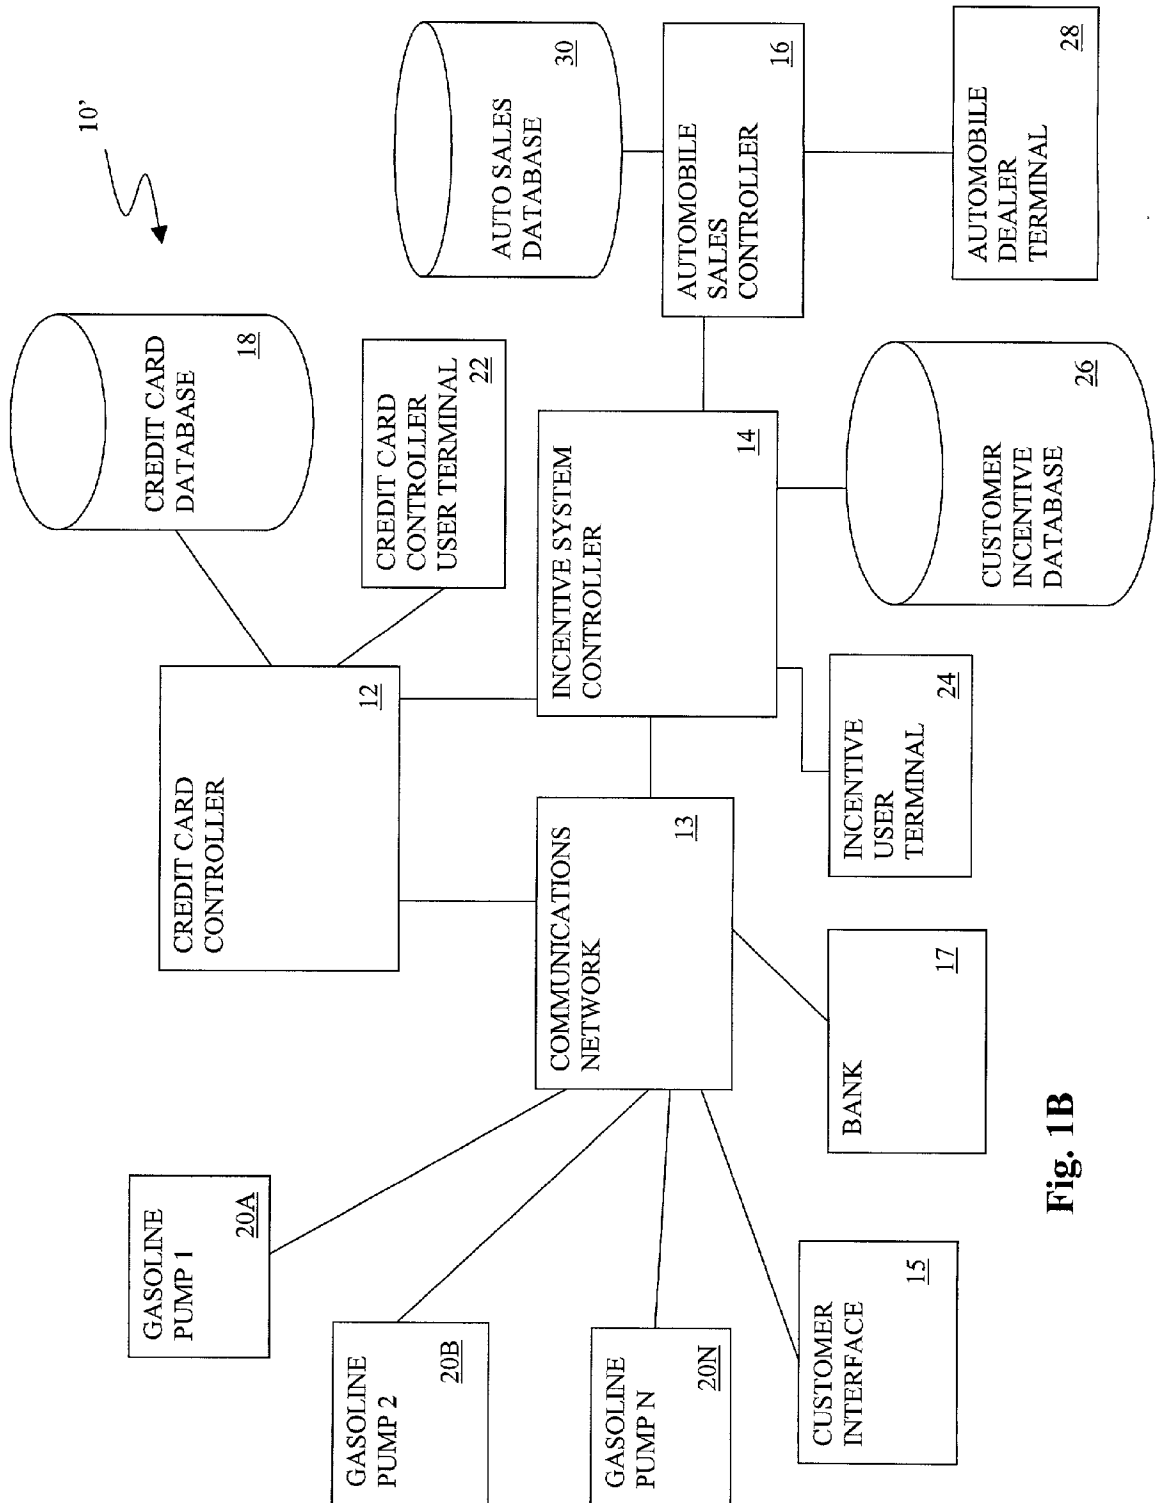 10’
GASOLINE
PUMP 1
20A
GASOLINE
PUMP 2
20B
GASOLINE
PUMP N
20N
CUSTOMER
INTERFACE
15
CREDIT CARD
CONTROLLER
12
COMMUNICATIONS
NETWORK
13
BANK
17
CREDIT CARD
DATABASE
18
CREDIT CARD
CONTROLLER
USER TERMINAL
22
INCENTIVE SYSTEM
CONTROLLER
14
INCENTIVE
USER
TERMINAL
24
CUSTOMER
INCENTIVE
DATABASE
26
AUTO SALES
DATABASE
30
AUTOMOBILE
SALES
CONTROLLER
16
AUTOMOBILE
DEALER
TERMINAL
28
Fig. 1B